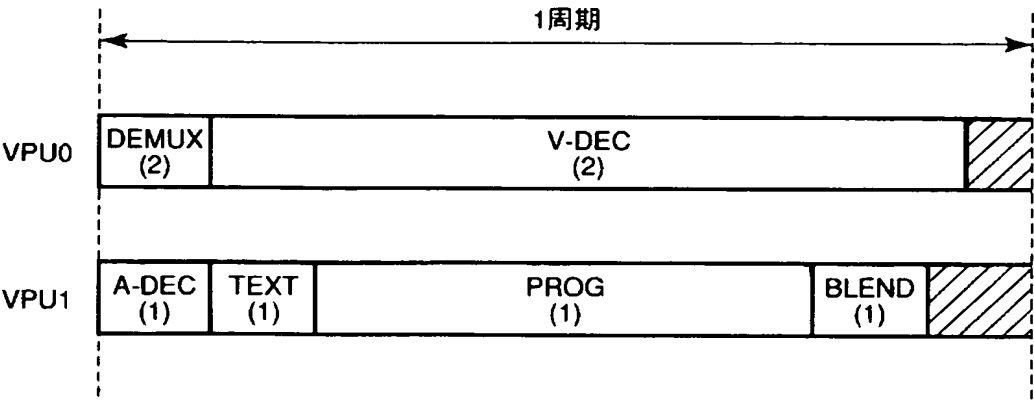 1周期
VPU0
DEMUX
(2)
V-DEC
(2)
VPU1
A-DEC
(1)
TEXT
(1)
PROG
(1)
BLEND
(1)